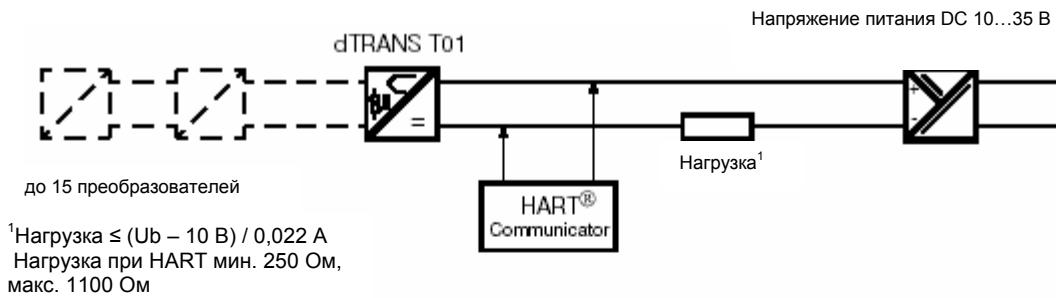 Напряжение питания DC 10…35 В
dTRANS T01
+
-
=
Нагрузка¹
до 15 преобразователей
HART®
Communicator
¹Нагрузка ≤ (Ub – 10 В) / 0,022 А
Нагрузка при HART мин. 250 Ом,
макс. 1100 Ом